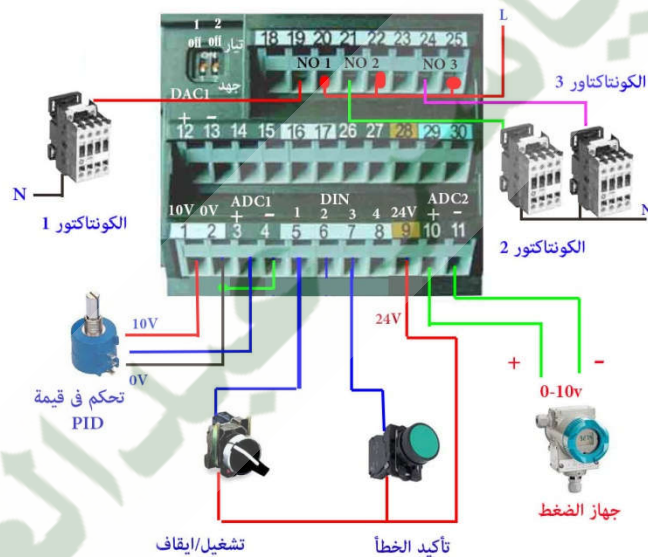 1 2
off off تيار
ON
جهد
DAC1
+ −
18 19 20 21 22 23 24 25
NO 1 NO 2 NO 3
L
الكونتاكتاور 3
12 13 14 15 16 17 26 27 28 29 30
N
الكونتاكتور 1
N
الكونتاكتور 2
10V 0V ADC1 DIN 24V ADC2
+ − 1 2 3 4 + −
1 2 3 4 5 6 7 8 9 10 11
10V
0V
24V
+ −
0-10v
تحكم فى قيمة
PID
جهاز الضغط
تشغيل/ايقاف
تأكيد الخطأ